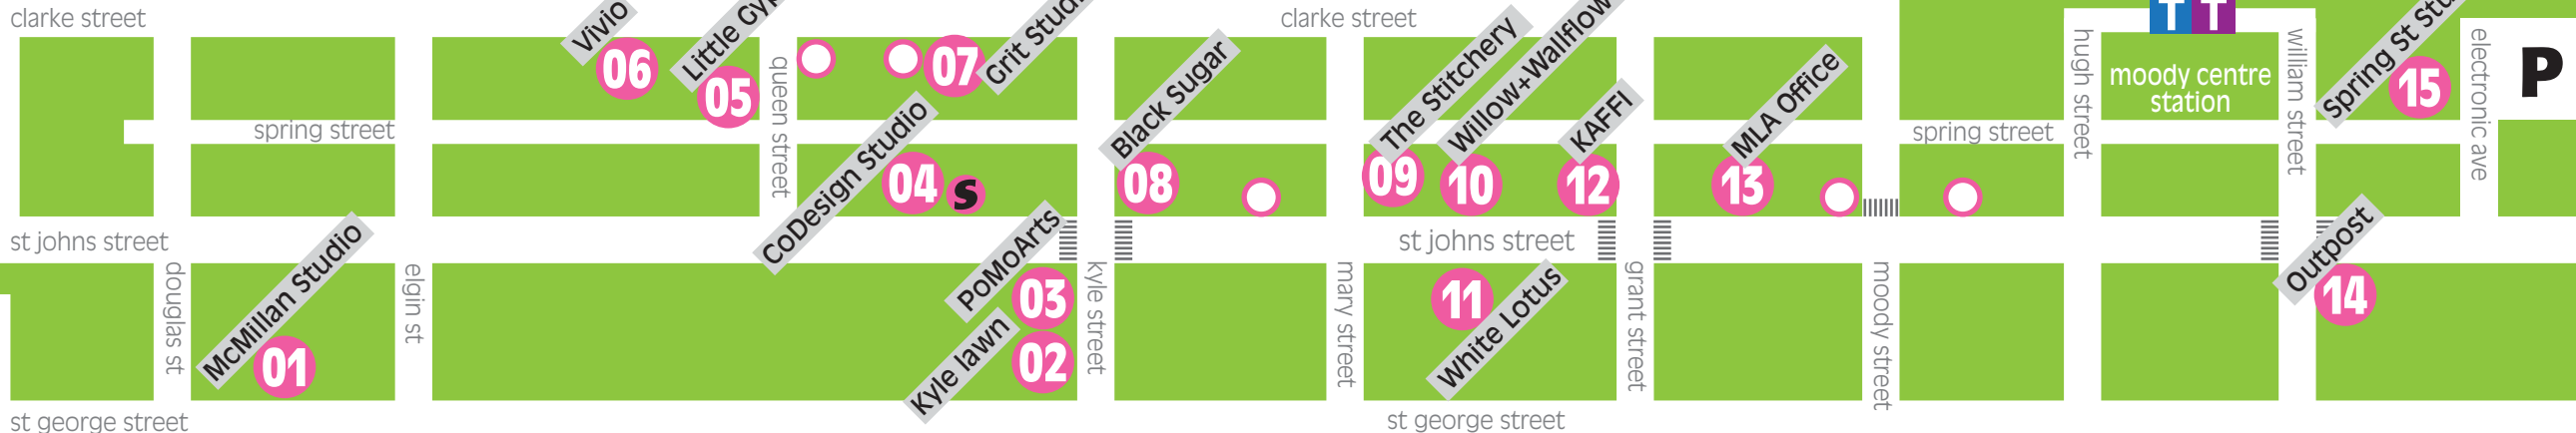 clarke street
clarke street
Vivio
06
Little
05
07
Grit
Black Sugar
08
The Stitchery
09
Willow+Wallflow
10
KAFFI
12
MLA Office
13
T T
moody centre
station
Spring St
15
P
hugh street
william street
electronic ave
queen street
spring street
spring street
CoDesign Studio
04
S
st johns street
st johns street
McMillan Studio
01
PoMoArts
03
Kyle lawn
02
11
White Lotus
Outpost
14
douglas st
elgin st
kyle street
mary street
grant street
moody street
st george street
st george street